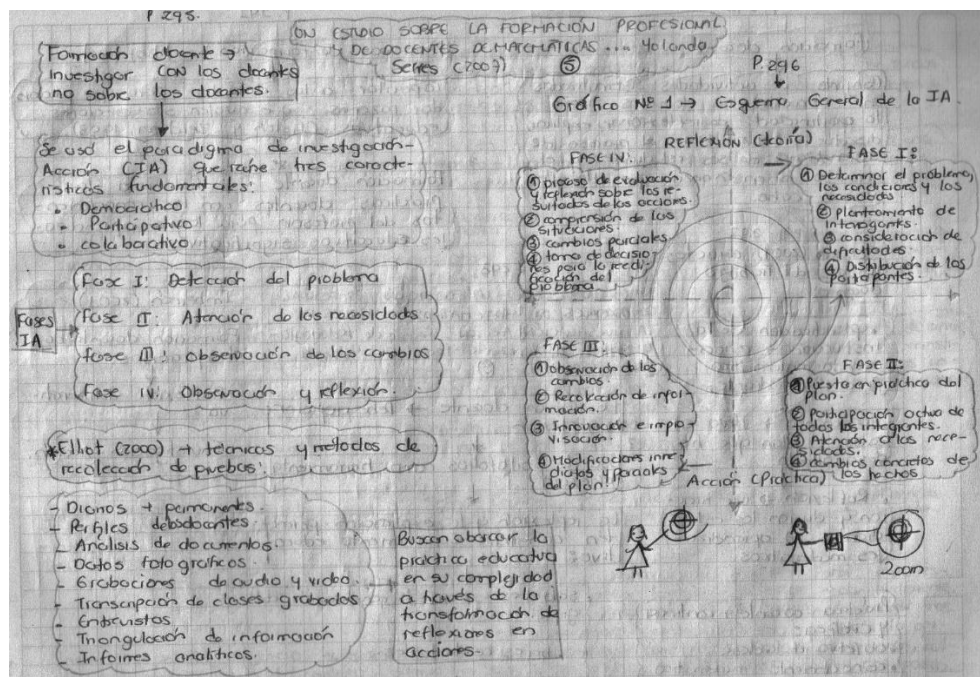 P 295.
UN ESTUDIO SOBRE LA FORMACIÓN PROFESIONAL
DE DOCENTES DE MATEMÁTICAS ... Yolanda
Serres (2007) ⑤
Formación docente →
Investigar CON los docentes
no sobre los docentes.
Se usó el paradigma de investigación-
Acción (IA) que reúne tres caracte-
rísticas fundamentales:
• Democrático
• Participativo
• colaborativo
Fases
IA
Fase I: Detección del problema
Fase II: Atención de las necesidades
fase III: observación de los cambios
Fase IV: Observación y reflexión.
*Elliot (2000) → técnicas y métodos de
recolección de pruebas:
- Diarios + permanentes.
- Perfiles de docentes
- Análisis de documentos.
- Datos fotográficos.
- Grabaciones de audio y video.
- Transcripción de clases grabadas
- Entrevistas
- Triangulación de información
- Informes analíticos.
Buscan abarcar la
práctica educativa
en su complejidad
a través de la
transformación de
reflexiones en
acciones.
P. 296
Gráfico Nº 1 → Esquema General de la IA.
REFLEXIÓN (teoría)
FASE IV:
① proceso de evaluación
y reflexión sobre los re-
sultados de las acciones.
② comprensión de las
situaciones.
③ cambios parciales
④ toma de decisio-
nes para la redefi-
nición del
problema
FASE I:
① Determinar el problema,
las condiciones y las
necesidades
② planteamiento de
interrogantes.
③ consideración de
dificultades.
④ Distribución de los
participantes
FASE III:
① observación de los
cambios.
② Recolección de infor-
mación.
③ Innovación e impro-
visación.
④ Modificaciones inme-
diatas y parciales
del plan.
FASE II:
① Puesta en práctica del
plan.
② participación activa de
todos los integrantes.
③ Atención a las nece-
sidades.
④ cambios concretos de
los hechos
Acción (Práctica)
zoom